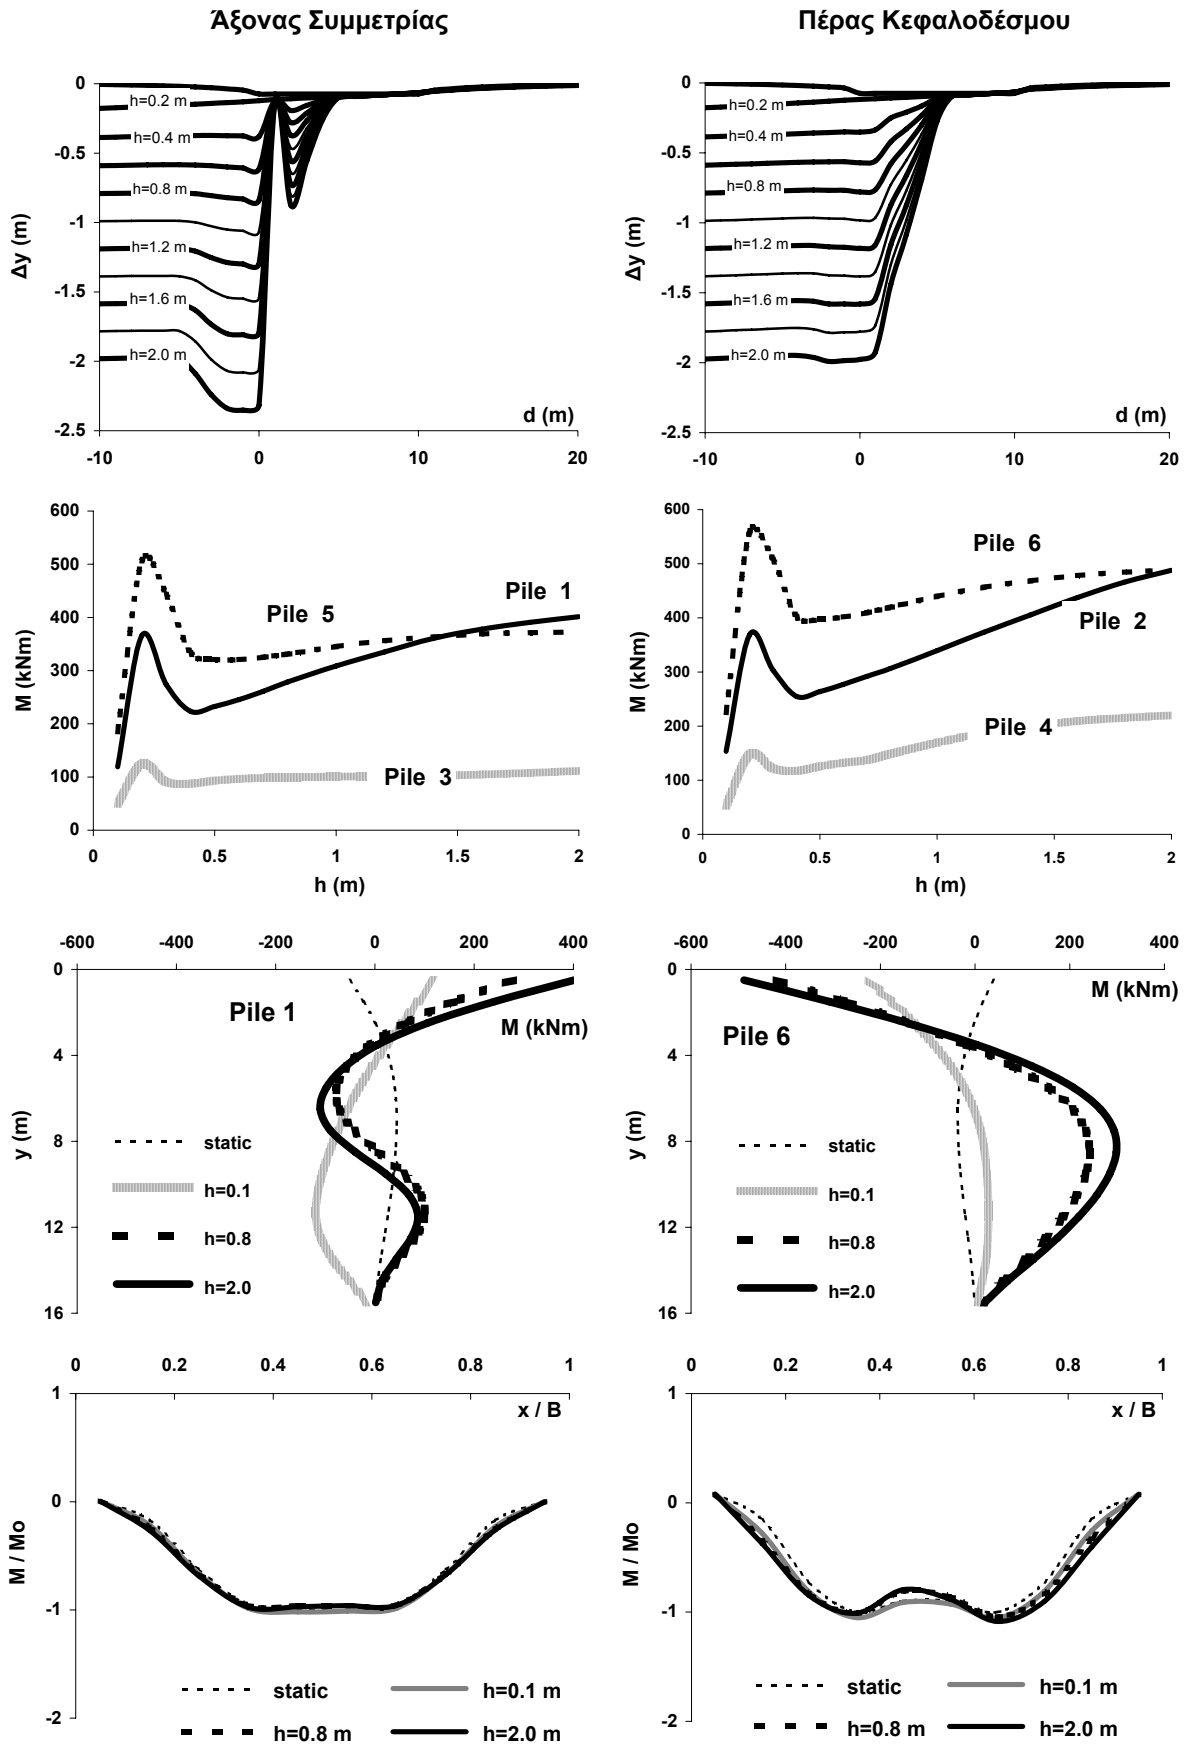 Άξονας Συμμετρίας
Πέρας Κεφαλοδέσμου
0
-0.5
-1
-1.5
-2
-2.5
Δy (m)
h=0.2 m
h=0.4 m
h=0.8 m
h=1.2 m
h=1.6 m
h=2.0 m
d (m)
-10 0 10 20
0
-0.5
-1
-1.5
-2
-2.5
Δy (m)
h=0.2 m
h=0.4 m
h=0.8 m
h=1.2 m
h=1.6 m
h=2.0 m
d (m)
-10 0 10 20
600
500
400
300
200
100
0
M (kNm)
Pile 5
Pile 1
Pile 3
0 0.5 1 1.5 2
h (m)
600
500
400
300
200
100
0
M (kNm)
Pile 6
Pile 2
Pile 4
0 0.5 1 1.5 2
h (m)
-600 -400 -200 0 200 400
0
4
8
12
16
y (m)
Pile 1
M (kNm)
static
h=0.1
h=0.8
h=2.0
-600 -400 -200 0 200 400
0
4
8
12
16
y (m)
M (kNm)
Pile 6
static
h=0.1
h=0.8
h=2.0
0 0.2 0.4 0.6 0.8 1
1
0
-1
-2
M / Mo
x / B
static
h=0.1 m
h=0.8 m
h=2.0 m
0 0.2 0.4 0.6 0.8 1
1
0
-1
-2
M / Mo
x / B
static
h=0.1 m
h=0.8 m
h=2.0 m